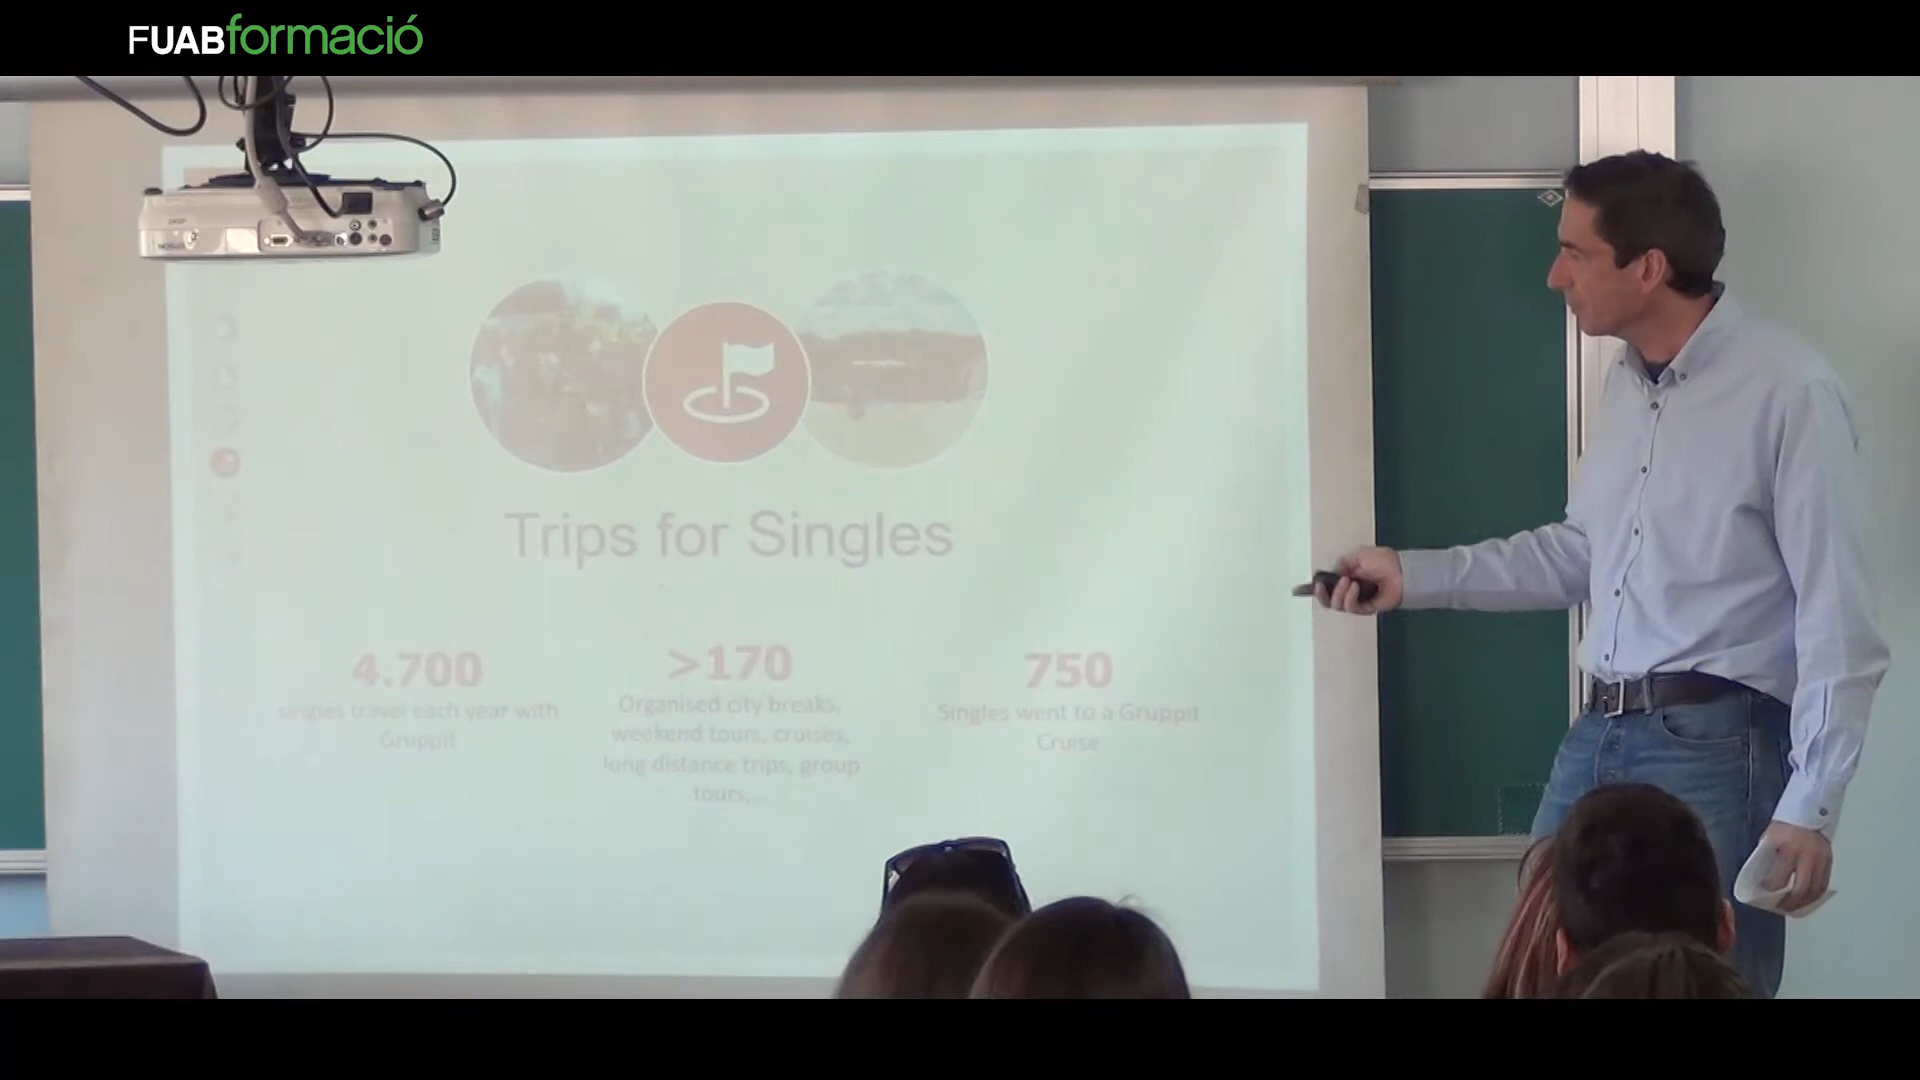 FUABformació
EPSON
Trips for Singles
4.700
singles travel each year with
Gruppit
>170
Organised city breaks,
weekend tours, cruises,
long distance trips, group
tours,...
750
Singles went to a Gruppit
Cruise